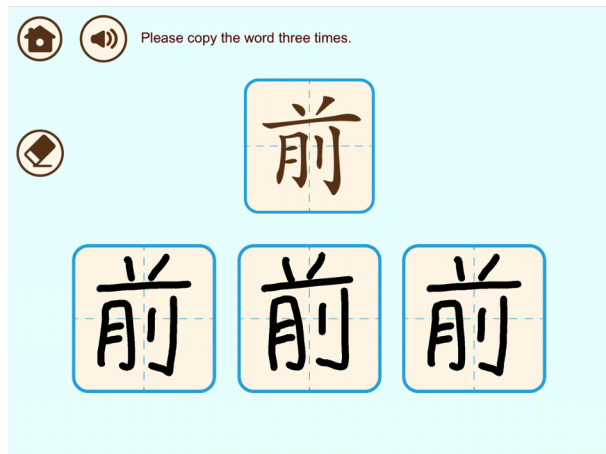 Please copy the word three times.
前
前 前 前